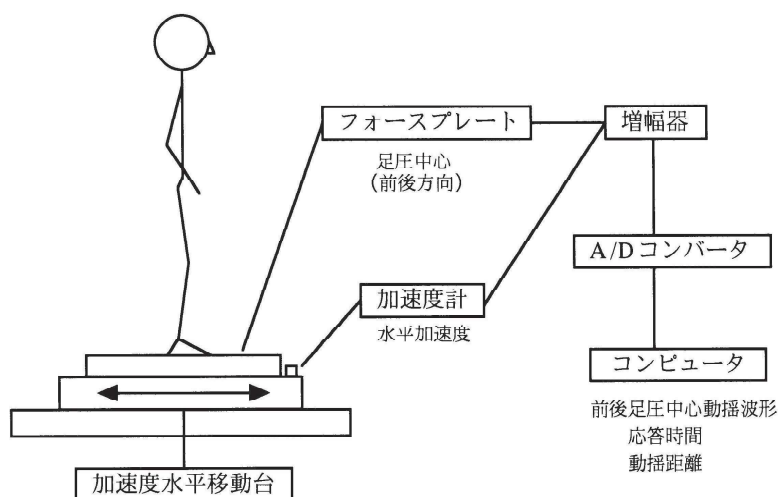 フォースプレート
増幅器
足圧中心
(前後方向)
A/Dコンバータ
加速度計
水平加速度
コンピュータ
前後足圧中心動揺波形
応答時間
動揺距離
加速度水平移動台